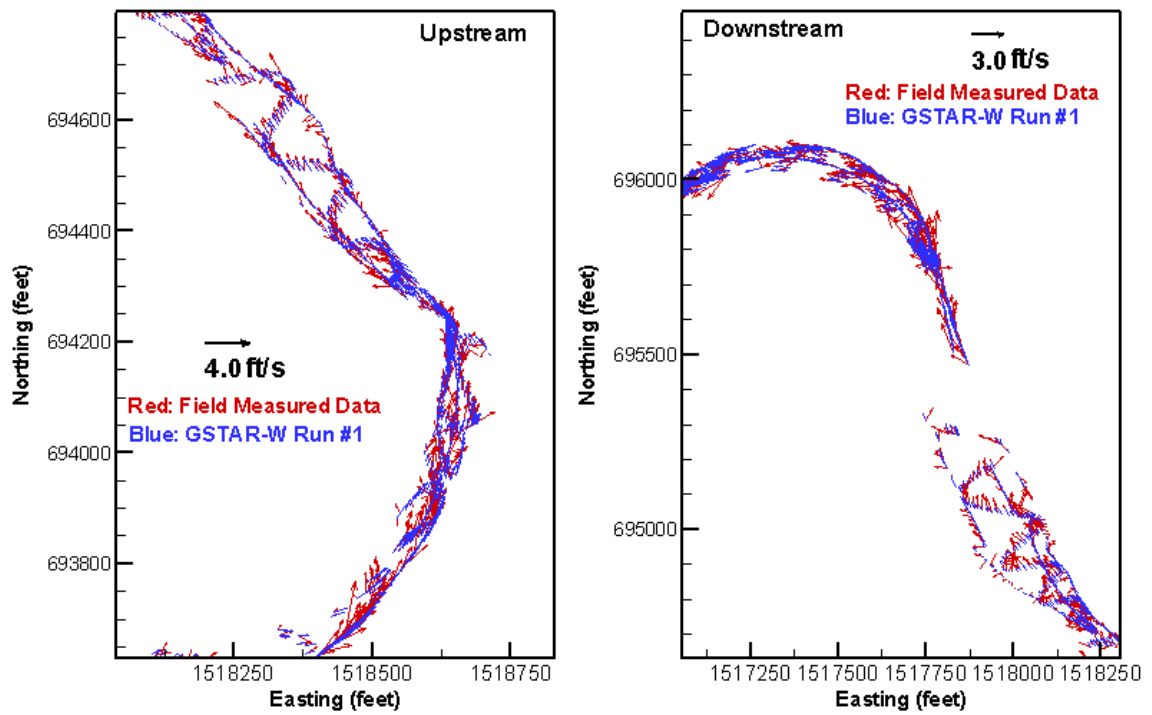 Upstream
694600
694400
694200
694000
693800
Northing (feet)
4.0 ft/s
Red: Field Measured Data
Blue: GSTAR-W Run #1
1518250
1518500
1518750
Easting (feet)
Downstream
3.0 ft/s
Red: Field Measured Data
Blue: GSTAR-W Run #1
696000
695500
695000
Northing (feet)
1517250
1517500
1517750
1518000
1518250
Easting (feet)